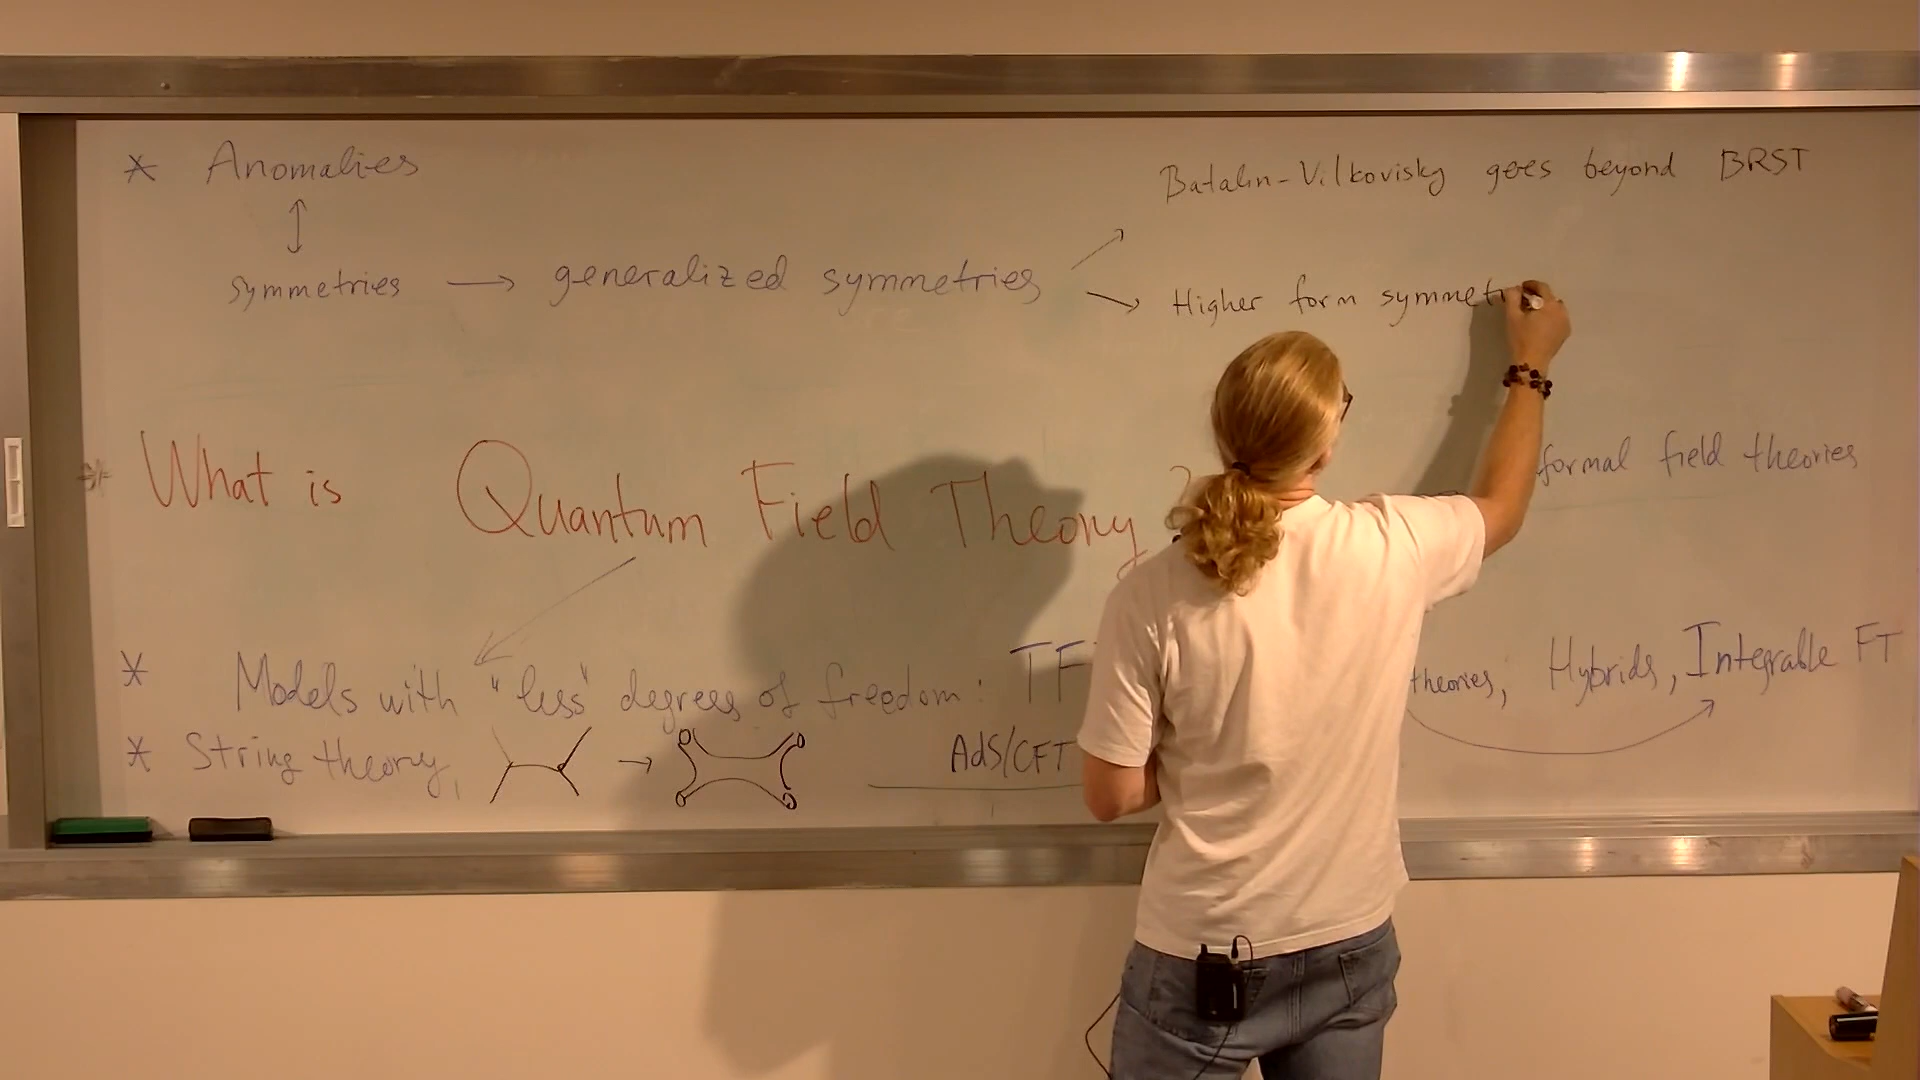 * Anomalies
Batalin-Vilkovisky goes beyond BRST
↕
symmetries → generalized symmetries
Higher form symmet
* What is Quantum Field Theory ?
formal field theories
* Models with "less" degrees of freedom: TF theories, Hybrids, Integrable FT
* String theory, → AdS/CFT